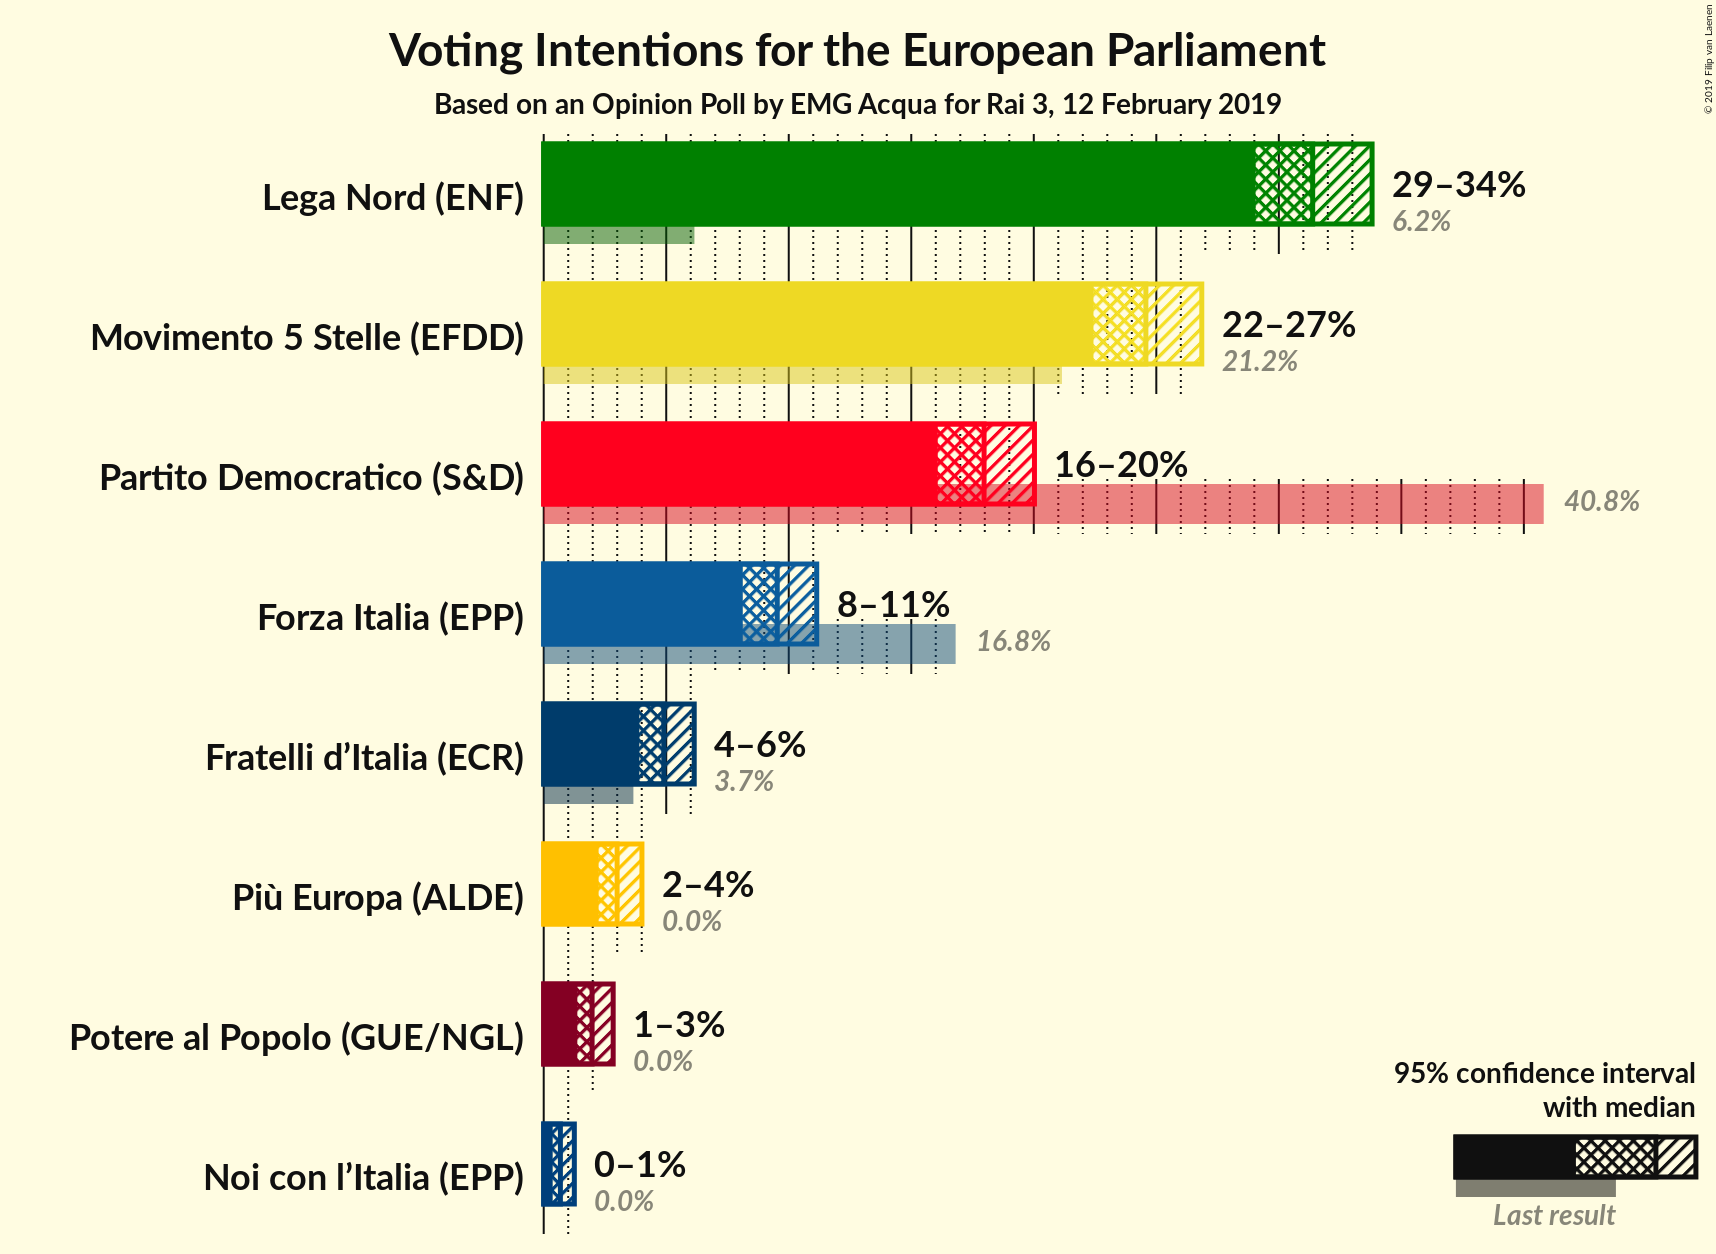 Voting Intentions for the European Parliament
Based on an Opinion Poll by EMG Acqua for Rai 3, 12 February 2019
© 2019 Filip van Laenen
Lega Nord (ENF)
29–34%
6.2%
Movimento 5 Stelle (EFDD)
22–27%
21.2%
Partito Democratico (S&D)
16–20%
40.8%
Forza Italia (EPP)
8–11%
16.8%
Fratelli d’Italia (ECR)
4–6%
3.7%
Più Europa (ALDE)
2–4%
0.0%
Potere al Popolo (GUE/NGL)
1–3%
0.0%
Noi con l’Italia (EPP)
0–1%
0.0%
95% confidence interval
with median
Last result